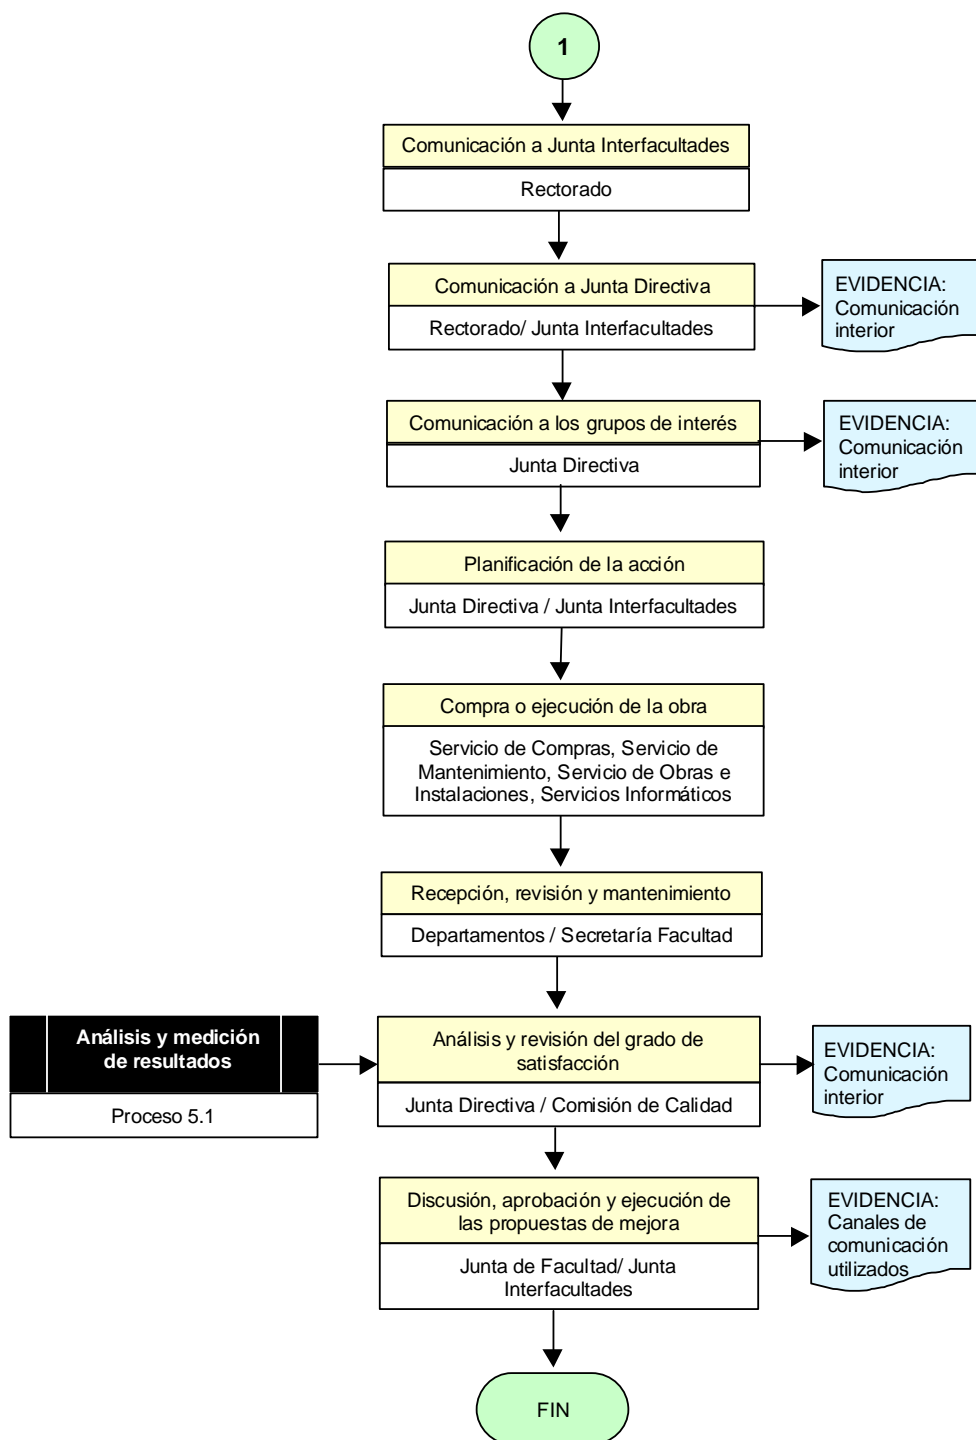 1
Comunicación a Junta Interfacultades
Rectorado
Comunicación a Junta Directiva
Rectorado/ Junta Interfacultades
EVIDENCIA:
Comunicación
interior
Comunicación a los grupos de interés
Junta Directiva
EVIDENCIA:
Comunicación
interior
Planificación de la acción
Junta Directiva / Junta Interfacultades
Compra o ejecución de la obra
Servicio de Compras, Servicio de
Mantenimiento, Servicio de Obras e
Instalaciones, Servicios Informáticos
Recepción, revisión y mantenimiento
Departamentos / Secretaría Facultad
Análisis y medición
de resultados
Proceso 5.1
Análisis y revisión del grado de
satisfacción
Junta Directiva / Comisión de Calidad
EVIDENCIA:
Comunicación
interior
Discusión, aprobación y ejecución de
las propuestas de mejora
Junta de Facultad/ Junta
Interfacultades
EVIDENCIA:
Canales de
comunicación
utilizados
FIN